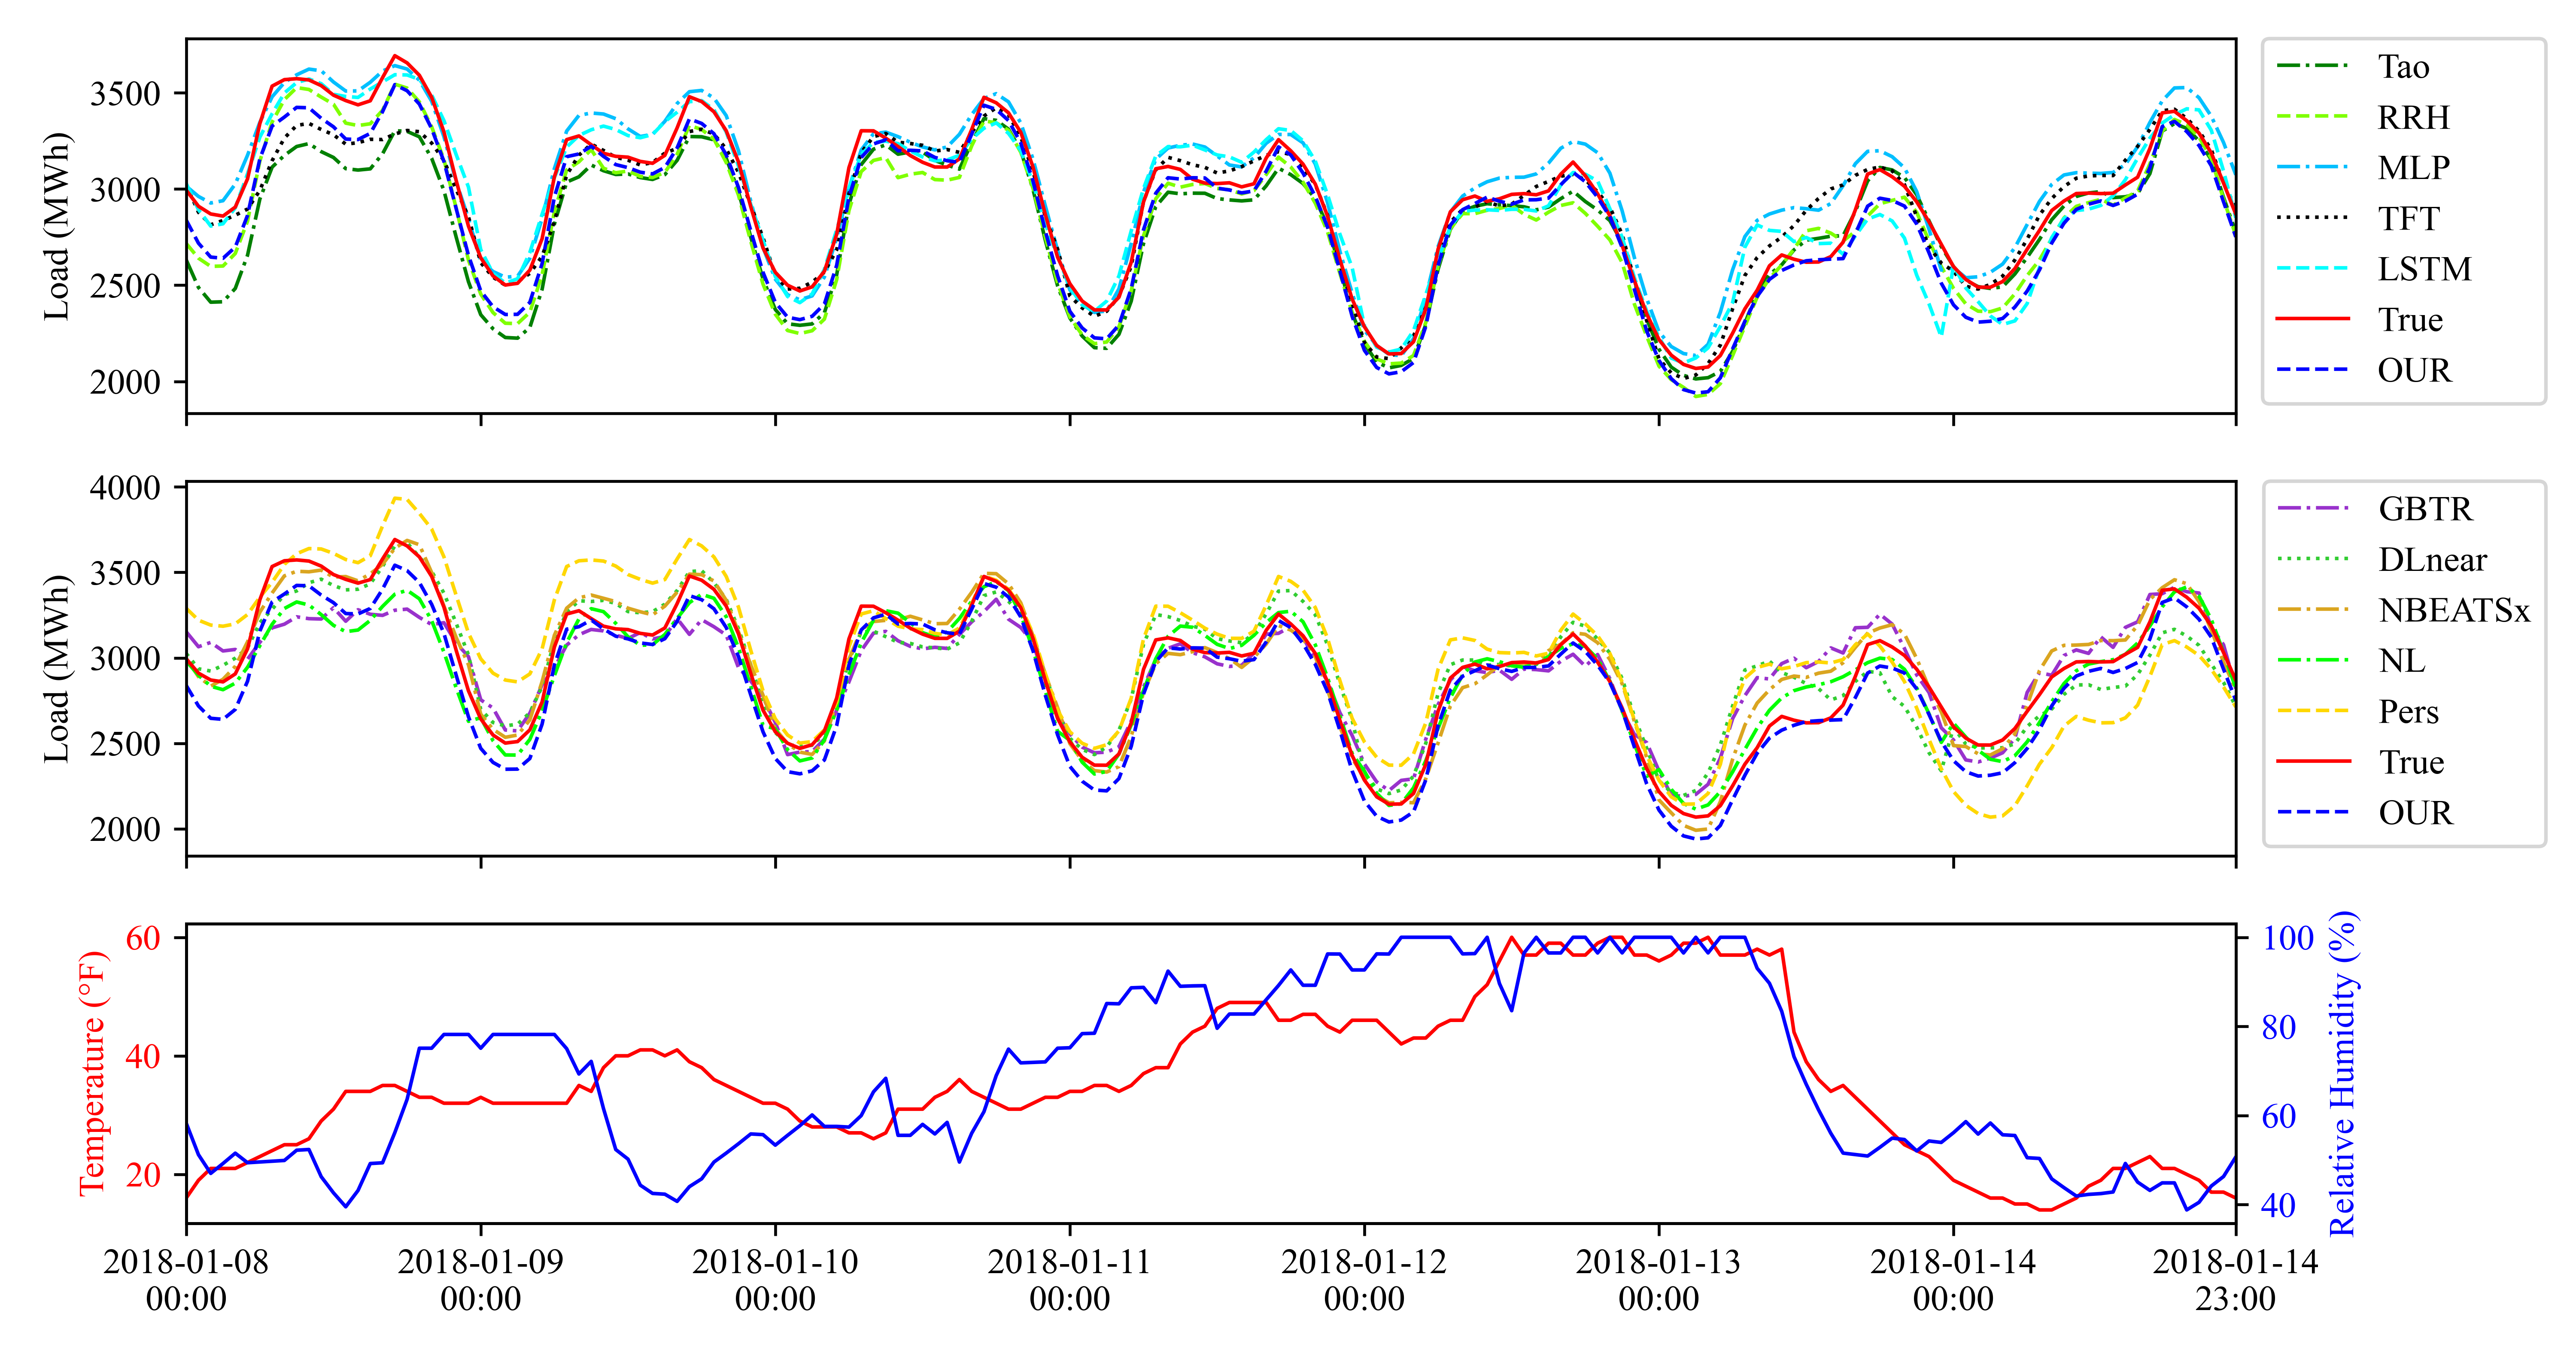 Load (MWh)
3500
3000
2500
2000
Tao
RRH
MLP
TFT
LSTM
True
OUR
Load (MWh)
4000
3500
3000
2500
2000
GBTR
DLnear
NBEATSx
NL
Pers
True
OUR
Temperature (°F)
60
40
20
100
80
60
40
Relative Humidity (%)
2018-01-08
00:00
2018-01-09
00:00
2018-01-10
00:00
2018-01-11
00:00
2018-01-12
00:00
2018-01-13
00:00
2018-01-14
00:00
2018-01-14
23:00